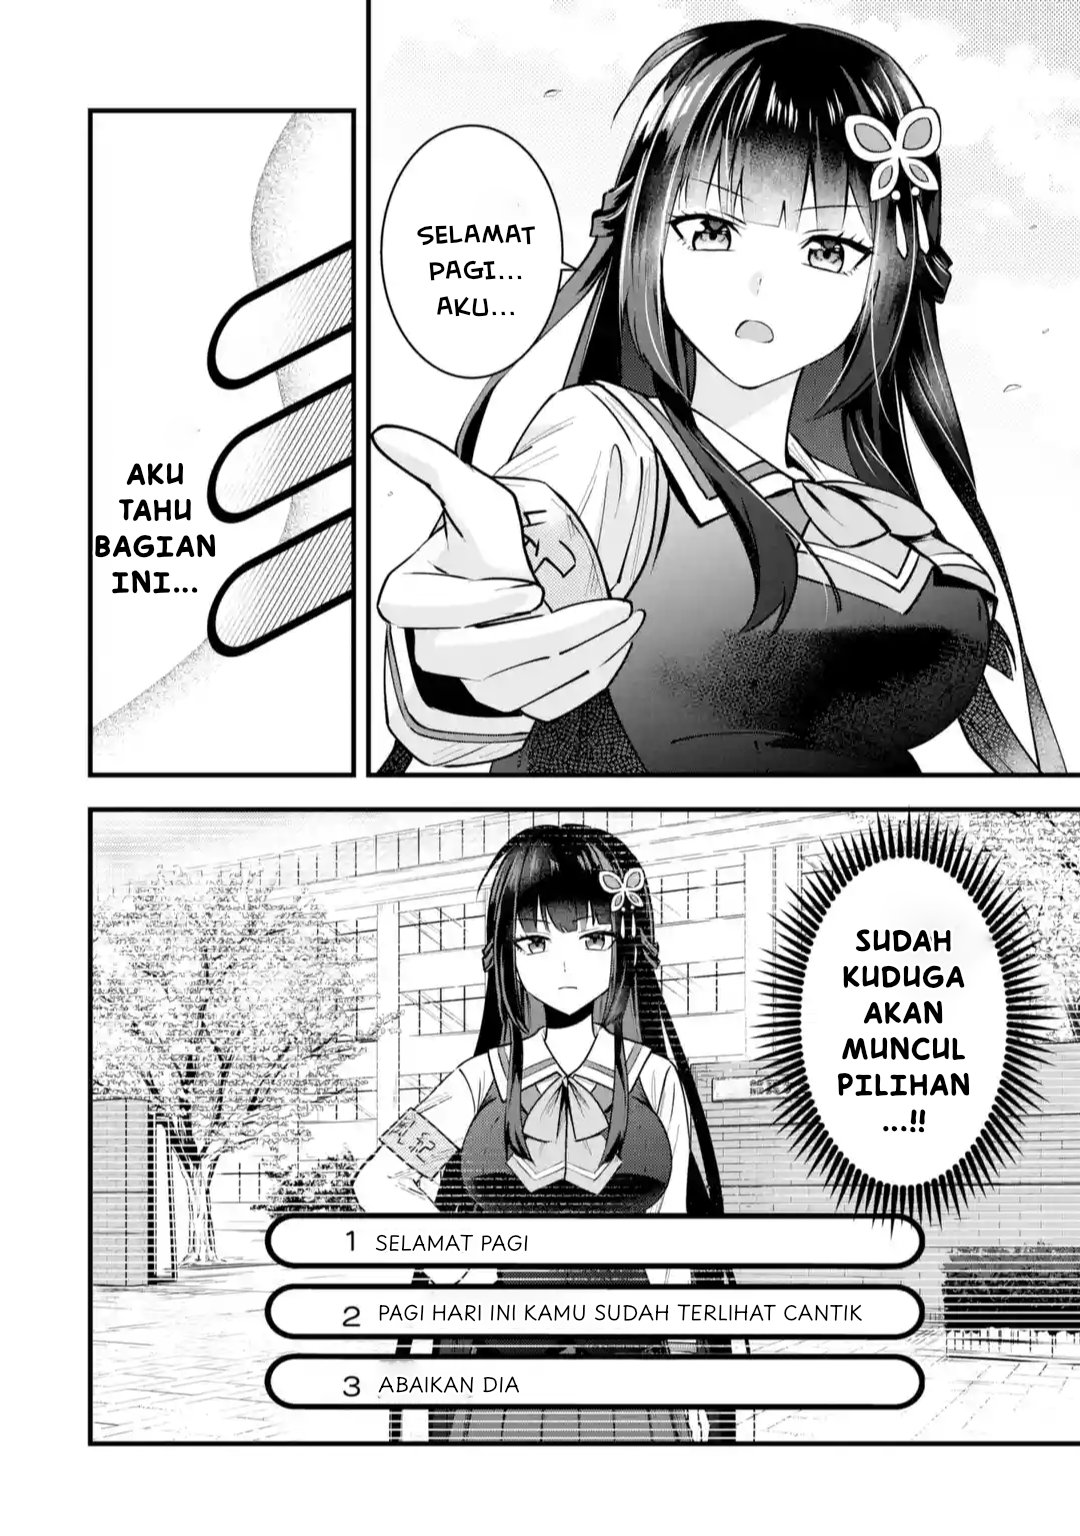 SELAMAT
PAGI...
AKU...
AKU
TAHU
BAGIAN
INI...
SUDAH
KUDUGA
AKAN
MUNCUL
PILIHAN
...!!
1 SELAMAT PAGI
2 PAGI HARI INI KAMU SUDAH TERLIHAT CANTIK
3 ABAIKAN DIA